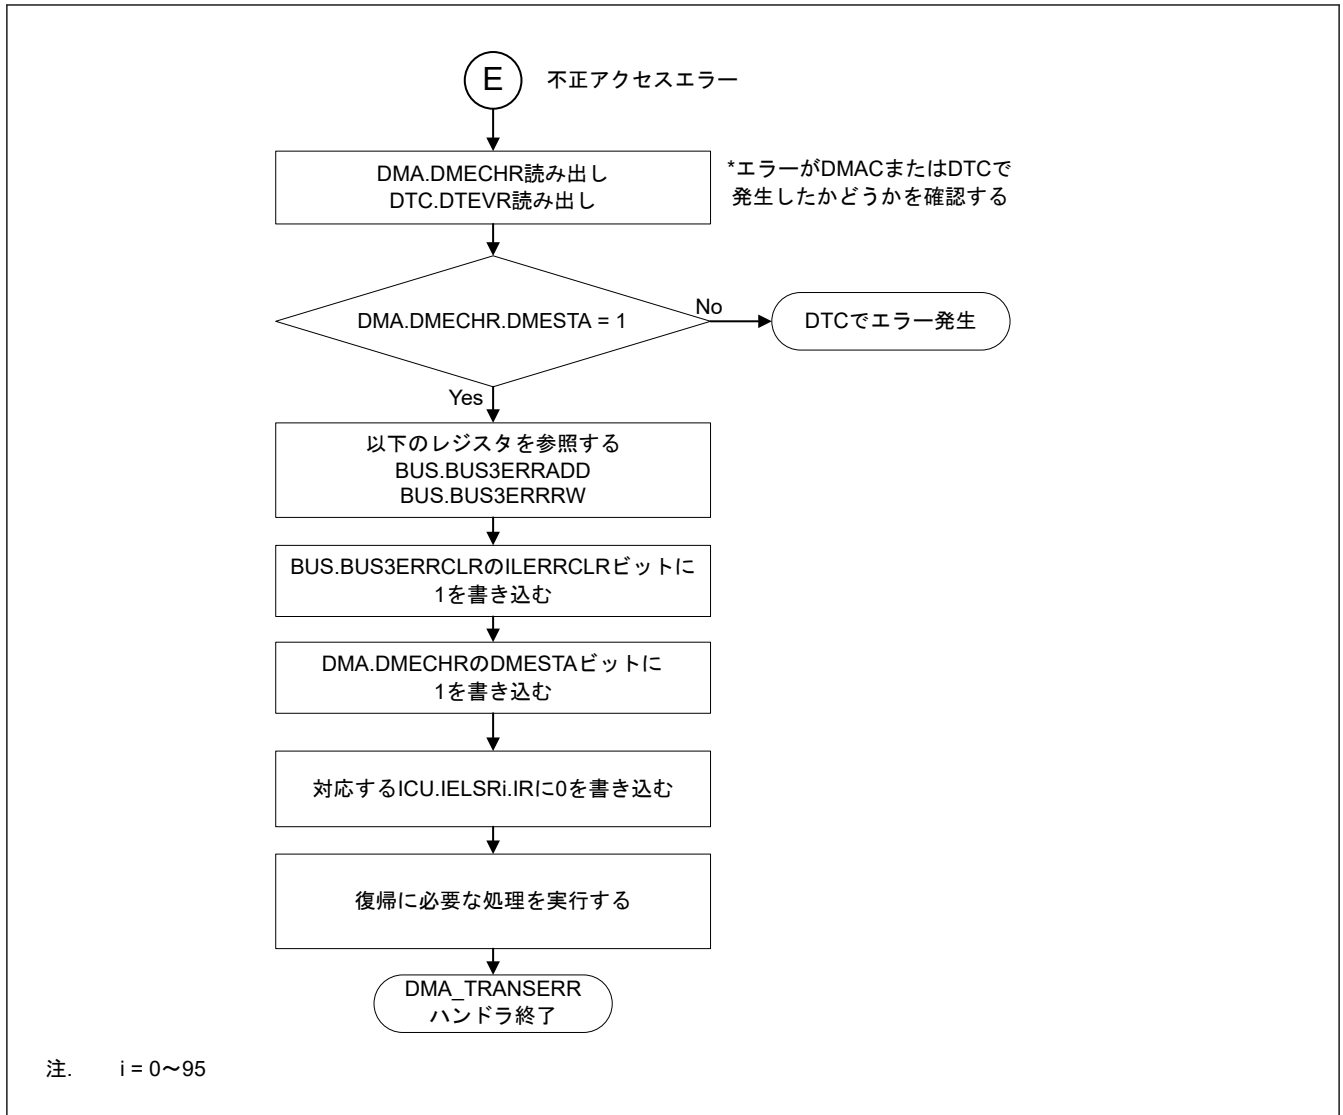 E 不正アクセスエラー
DMA.DMECHR読み出し
DTC.DTEVR読み出し
*エラーがDMACまたはDTCで
発生したかどうかを確認する
DMA.DMECHR.DMESTA = 1
No
DTCでエラー発生
Yes
以下のレジスタを参照する
BUS.BUS3ERRADD
BUS.BUS3ERRRW
BUS.BUS3ERRCLRのILERRCLRビットに
1を書き込む
DMA.DMECHRのDMESTAビットに
1を書き込む
対応するICU.IELSRi.IRに0を書き込む
復帰に必要な処理を実行する
DMA_TRANSERR
ハンドラ終了
注. i = 0～95